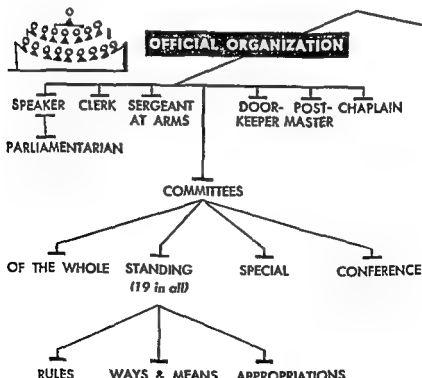 OFFICIAL ORGANIZATION
SPEAKER CLERK SERGEANT AT ARMS DOOR-KEEPER POST-MASTER CHAPLAIN
PARLIAMENTARIAN
COMMITTEES
OF THE WHOLE STANDING SPECIAL CONFERENCE
(19 in all)
RULES WAYS & MEANS APPROPRIATIONS